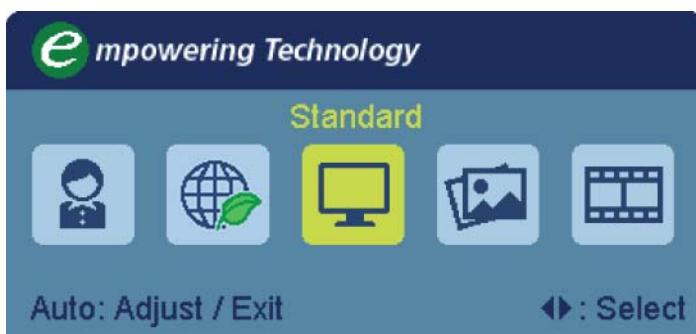 empowering Technology
Standard
Auto: Adjust / Exit
◄►: Select